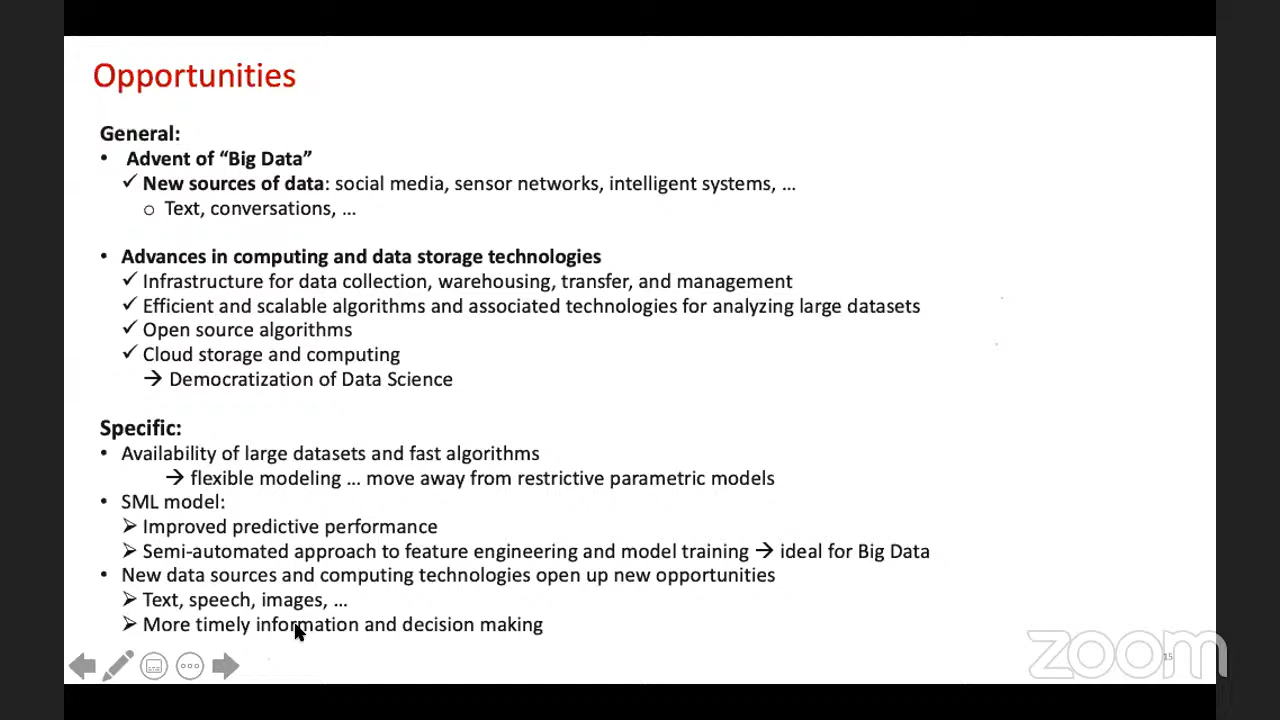 Opportunities
General:
• Advent of “Big Data”
✓ New sources of data: social media, sensor networks, intelligent systems, …
o Text, conversations, …
• Advances in computing and data storage technologies
✓ Infrastructure for data collection, warehousing, transfer, and management
✓ Efficient and scalable algorithms and associated technologies for analyzing large datasets
✓ Open source algorithms
✓ Cloud storage and computing
→ Democratization of Data Science
Specific:
• Availability of large datasets and fast algorithms
→ flexible modeling … move away from restrictive parametric models
• SML model:
➢ Improved predictive performance
➢ Semi-automated approach to feature engineering and model training → ideal for Big Data
• New data sources and computing technologies open up new opportunities
➢ Text, speech, images, …
➢ More timely information and decision making
zoom
15